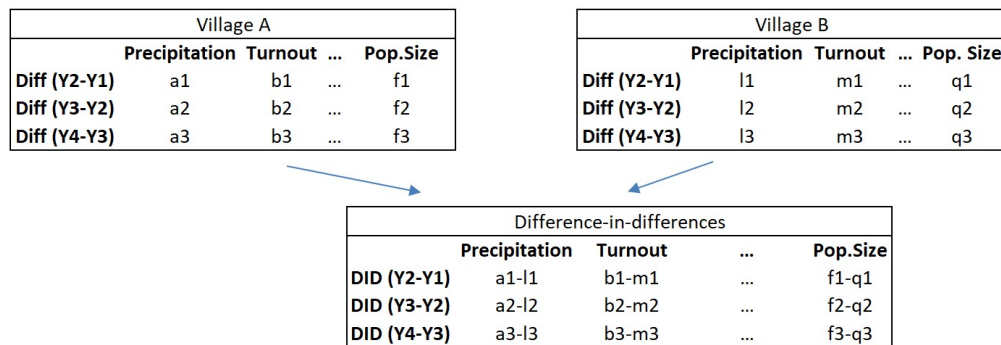 Village A
Precipitation Turnout ... Pop.Size
Diff (Y2-Y1) a1 b1 ... f1
Diff (Y3-Y2) a2 b2 ... f2
Diff (Y4-Y3) a3 b3 ... f3
Village B
Precipitation Turnout ... Pop. Size
Diff (Y2-Y1) l1 m1 ... q1
Diff (Y3-Y2) l2 m2 ... q2
Diff (Y4-Y3) l3 m3 ... q3
Difference-in-differences
Precipitation Turnout ... Pop.Size
DID (Y2-Y1) a1-l1 b1-m1 ... f1-q1
DID (Y3-Y2) a2-l2 b2-m2 ... f2-q2
DID (Y4-Y3) a3-l3 b3-m3 ... f3-q3